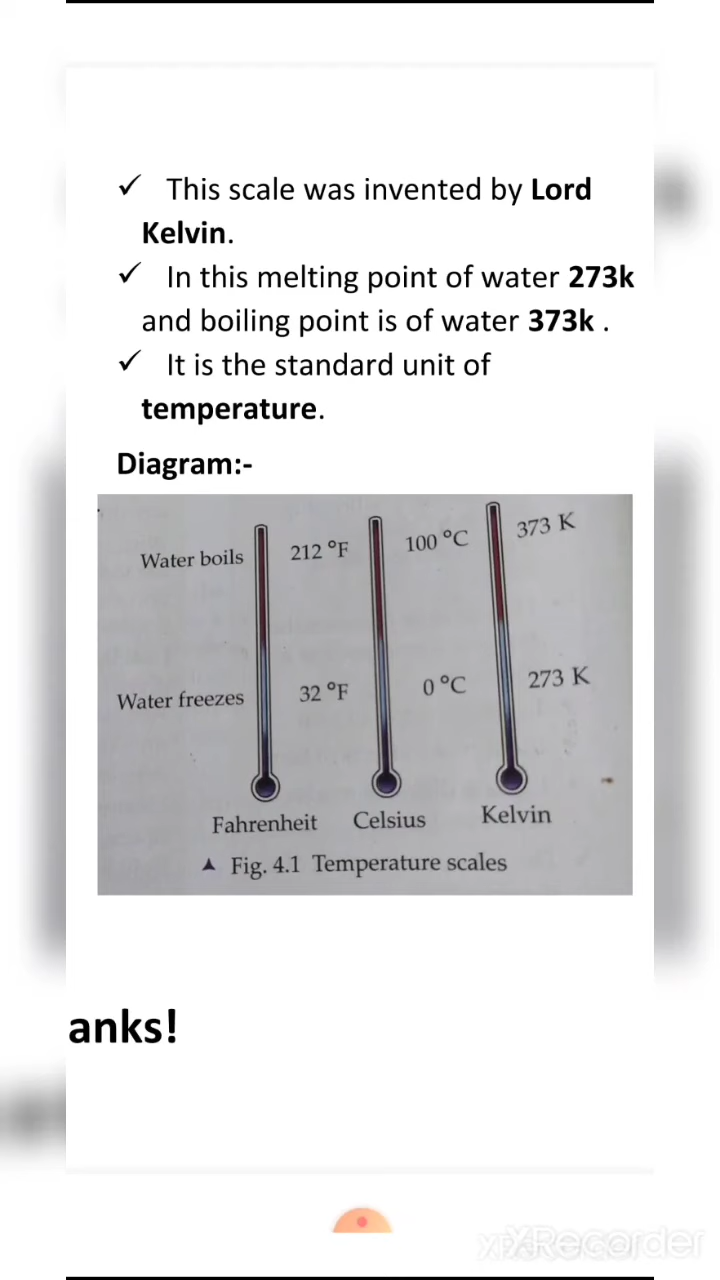 ✓ This scale was invented by Lord
Kelvin.
✓ In this melting point of water 273k
and boiling point is of water 373k .
✓ It is the standard unit of
temperature.
Diagram:-
Water boils 212 °F 100 °C 373 K
Water freezes 32 °F 0 °C 273 K
Fahrenheit Celsius Kelvin
▲ Fig. 4.1 Temperature scales
anks!
XRecorder